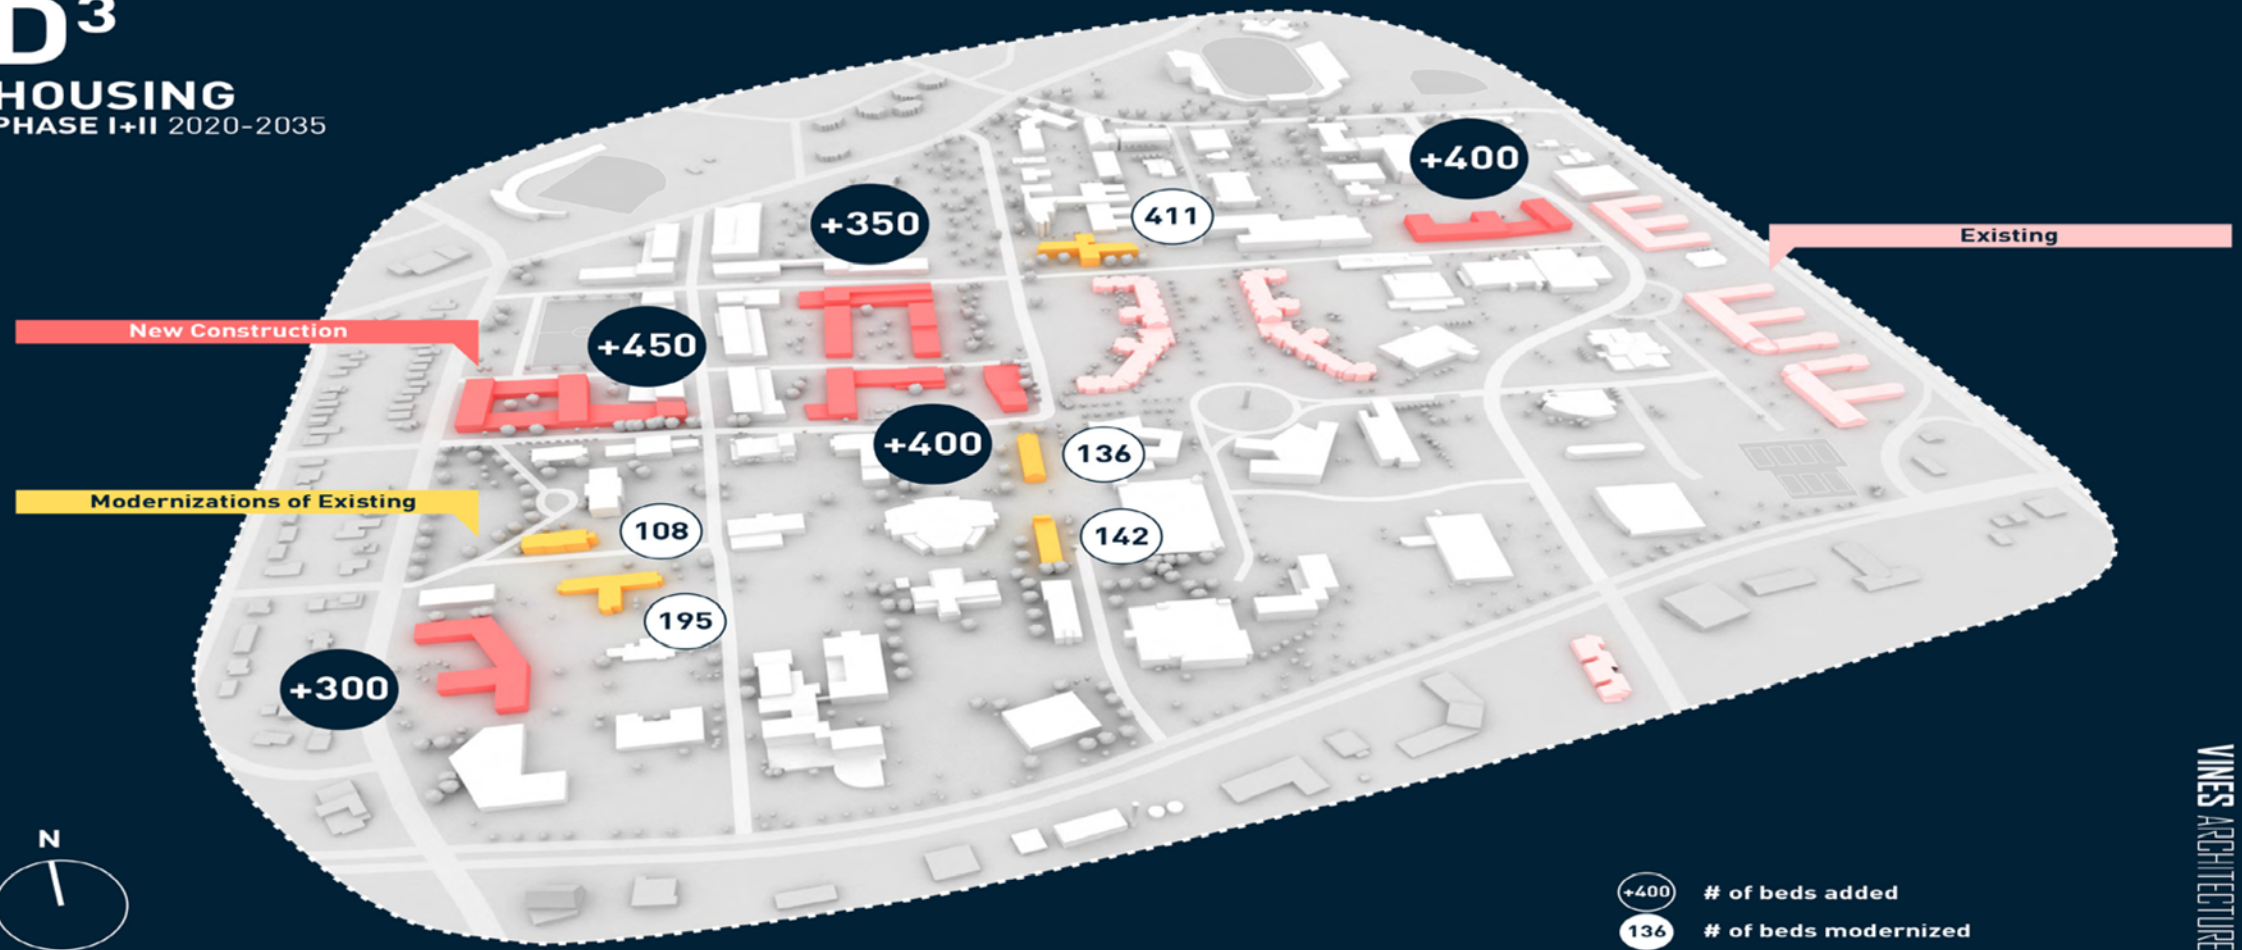 D³
HOUSING
PHASE I+II 2020-2035
+400
+350
411
Existing
New Construction
+450
+400
136
Modernizations of Existing
108
142
195
+300
N
+400 # of beds added
136 # of beds modernized
VINES ARCHITECTURE